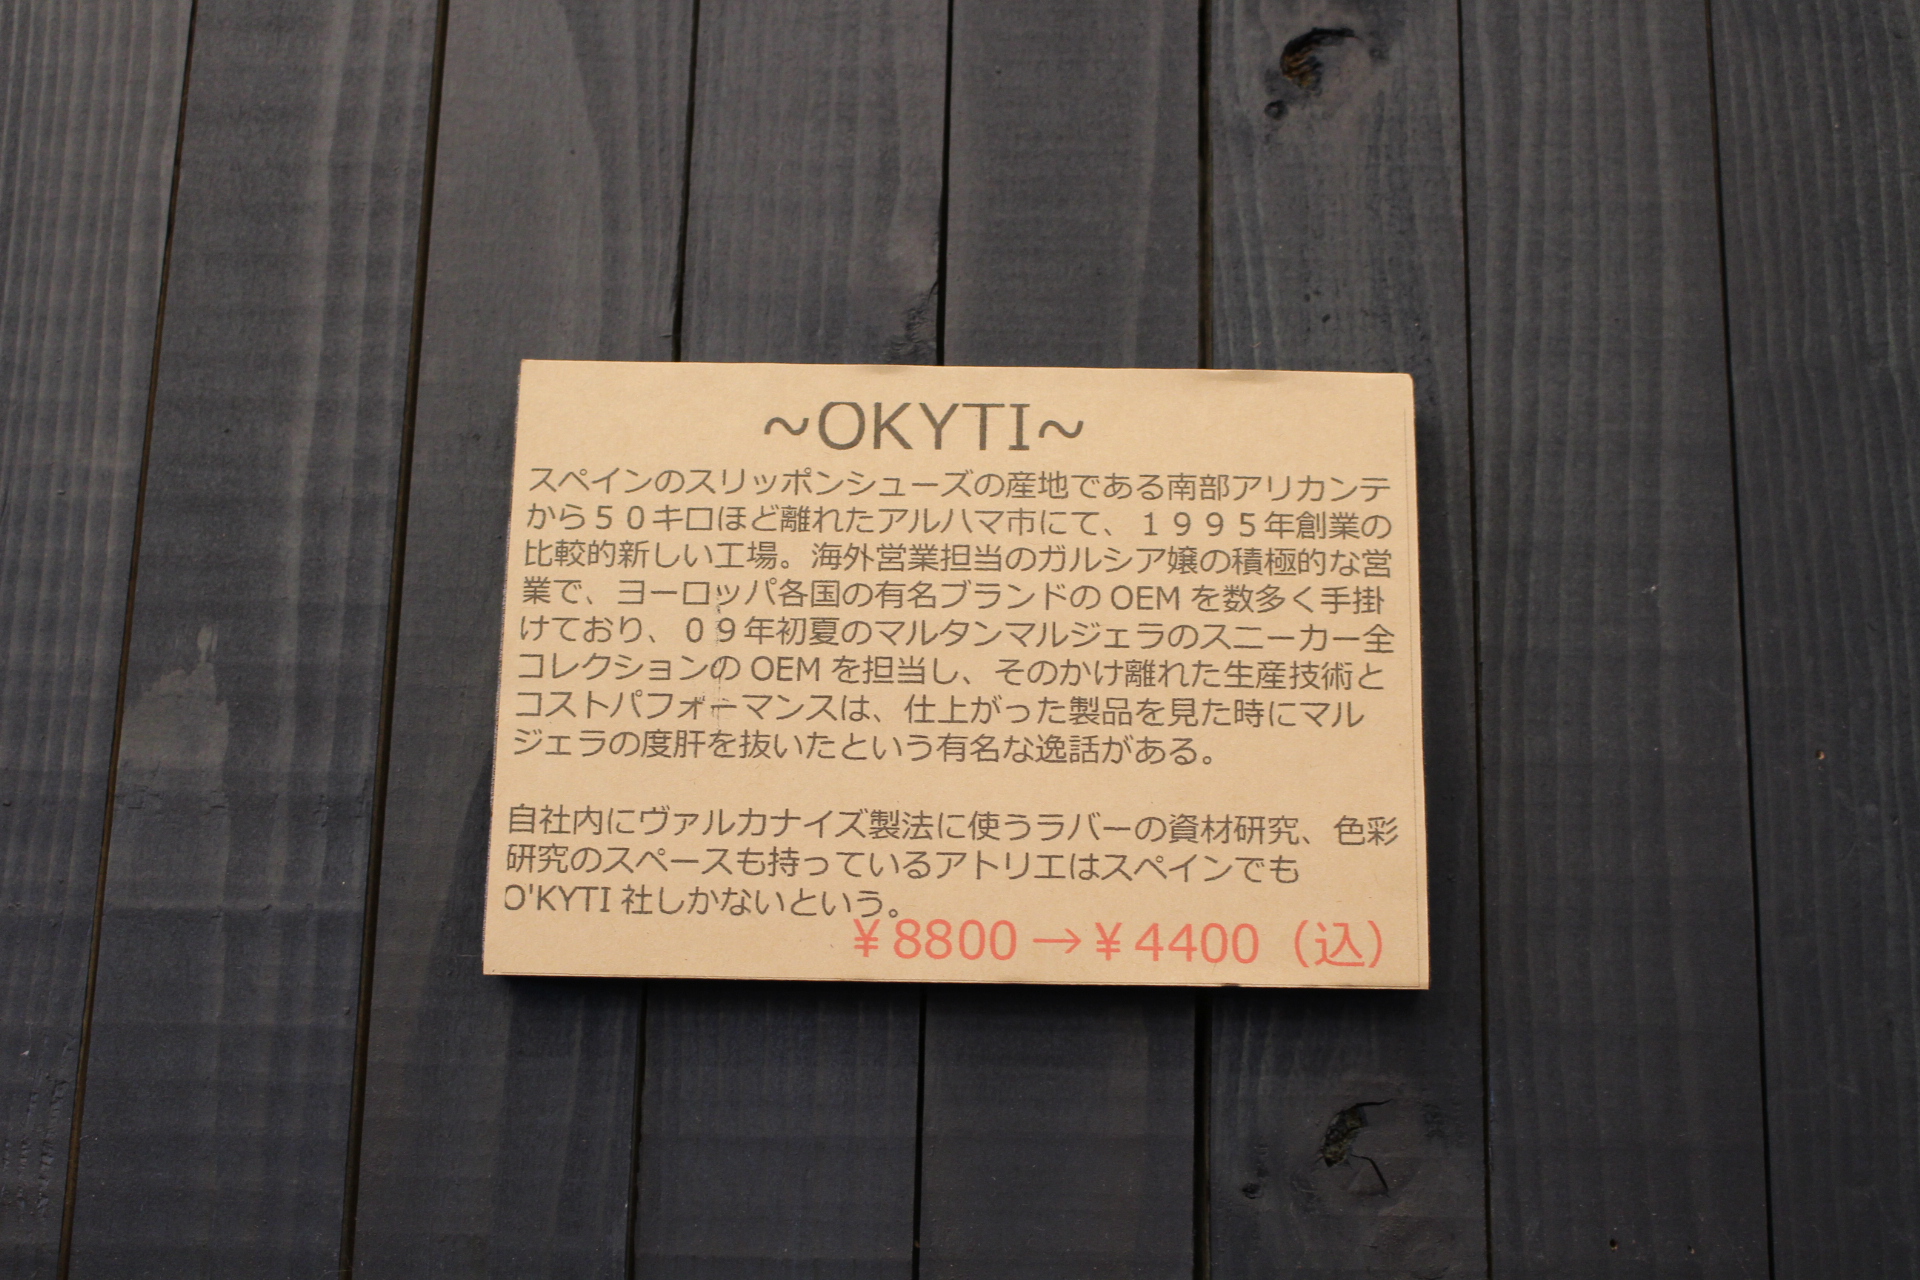 ~OKYTI~
スペインのスリッポンシューズの産地である南部アリカンテ
から５０キロほど離れたアルハマ市にて、１９９５年創業の
比較的新しい工場。海外営業担当のガルシア嬢の積極的な営
業で、ヨーロッパ各国の有名ブランドの OEM を数多く手掛
けており、０９年初夏のマルタンマルジェラのスニーカー全
コレクションの OEM を担当し、そのかけ離れた生産技術と
コストパフォーマンスは、仕上がった製品を見た時にマル
ジェラの度肝を抜いたという有名な逸話がある。
自社内にヴァルカナイズ製法に使うラバーの資材研究、色彩
研究のスペースも持っているアトリエはスペインでも
O'KYTI 社しかないという。
￥8800→￥4400（込）